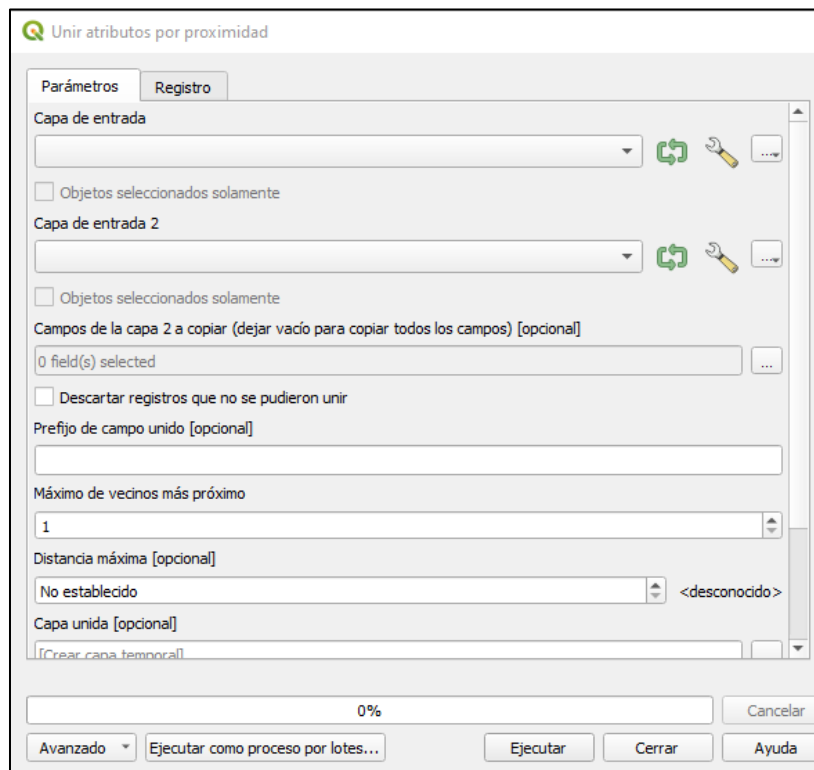 Unir atributos por proximidad
Parámetros Registro
Capa de entrada
...
Objetos seleccionados solamente
Capa de entrada 2
...
Objetos seleccionados solamente
Campos de la capa 2 a copiar (dejar vacío para copiar todos los campos) [opcional]
0 field(s) selected ...
Descartar registros que no se pudieron unir
Prefijo de campo unido [opcional]
Máximo de vecinos más próximo
1
Distancia máxima [opcional]
No establecido <desconocido>
Capa unida [opcional]
[Crear capa temporal]
0% Cancelar
Avanzado Ejecutar como proceso por lotes... Ejecutar Cerrar Ayuda